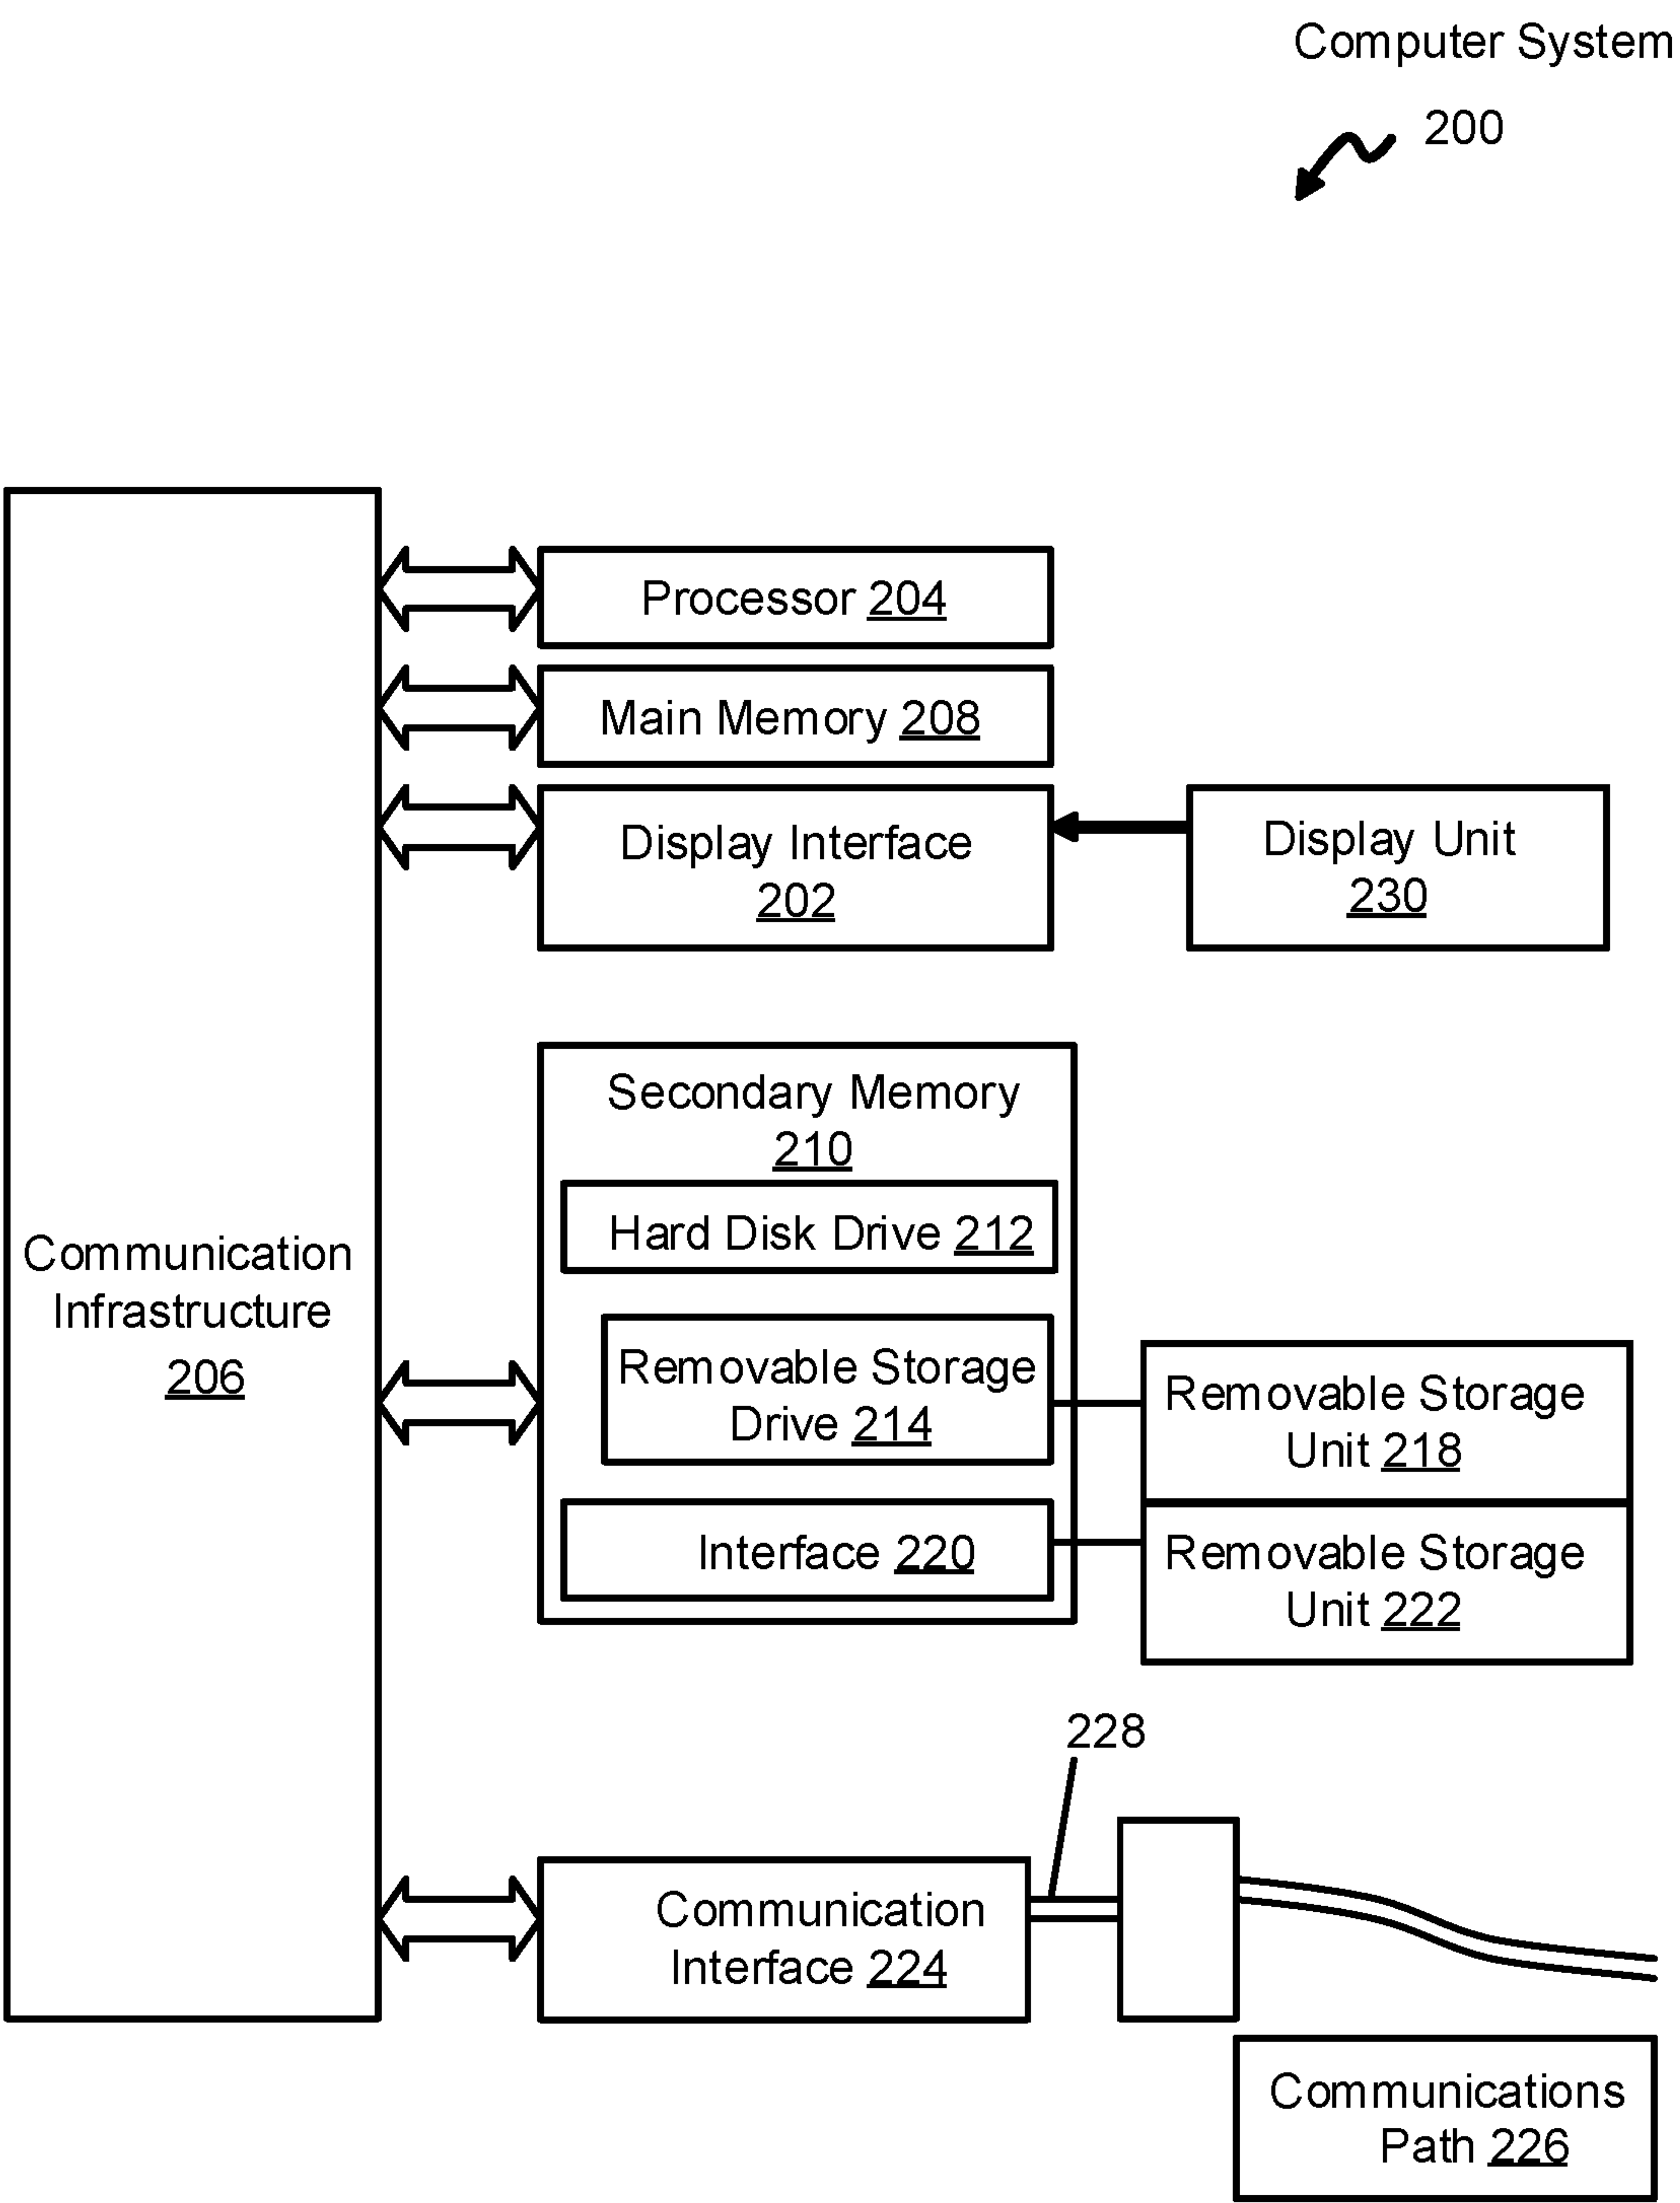 Computer System
200
Processor 204
Main Memory 208
Display Interface
202
Display Unit
230
Secondary Memory
210
Hard Disk Drive 212
Communication
Infrastructure
206
Removable Storage
Drive 214
Removable Storage
Unit 218
Interface 220
Removable Storage
Unit 222
228
Communication
Interface 224
Communications
Path 226